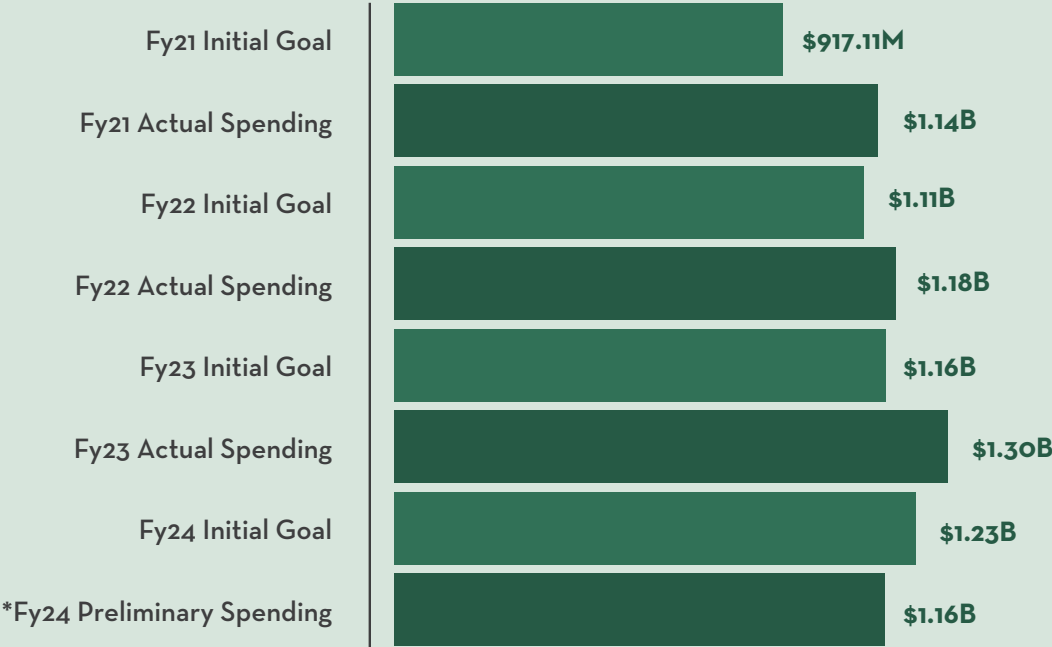 Fy21 Initial Goal $917.11M
Fy21 Actual Spending $1.14B
Fy22 Initial Goal $1.11B
Fy22 Actual Spending $1.18B
Fy23 Initial Goal $1.16B
Fy23 Actual Spending $1.30B
Fy24 Initial Goal $1.23B
*Fy24 Preliminary Spending $1.16B